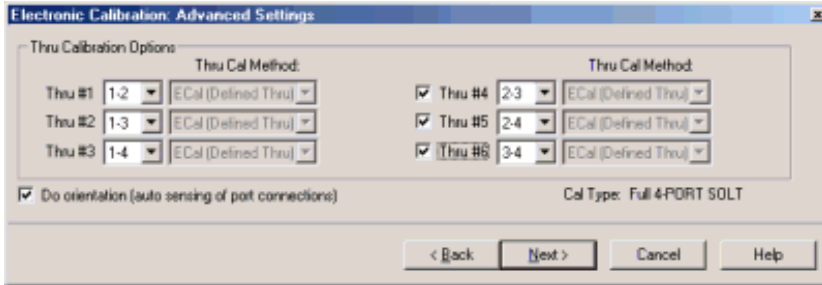 Electronic Calibration: Advanced Settings
Thru Calibration Options
Thru Cal Method: Thru Cal Method:
Thru #1 1-2 ECal (Defined Thru) Thru #4 2-3 ECal (Defined Thru)
Thru #2 1-3 ECal (Defined Thru) Thru #5 2-4 ECal (Defined Thru)
Thru #3 1-4 ECal (Defined Thru) Thru #6 3-4 ECal (Defined Thru)
Do orientation (auto sensing of port connections) Cal Type: Full 4-PORT SOLT
< Back Next > Cancel Help